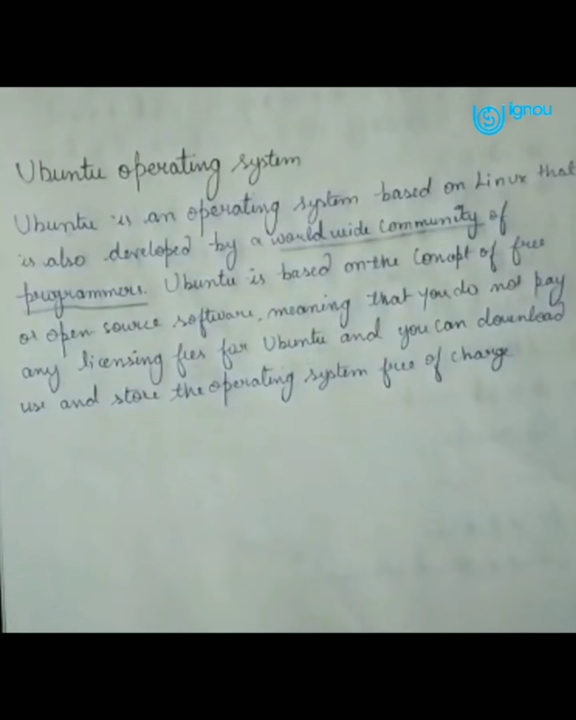 ignou
Ubuntu operating system
Ubuntu is an operating system based on Linux that
is also developed by a world wide community of
programmers. Ubuntu is based on the concept of free
or open source software, meaning that you do not pay
any licensing fees for Ubuntu and you can download
use and store the operating system free of charge